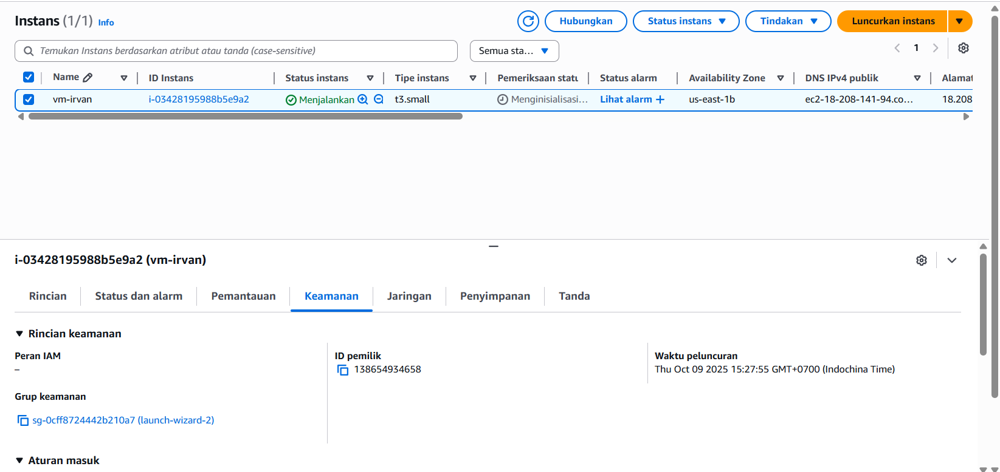 Instans (1/1) Info
Hubungkan
Status instans
Tindakan
Luncurkan instans
Temukan Instans berdasarkan atribut atau tanda (case-sensitive)
Semua sta...
1
Name
ID Instans
Status instans
Tipe instans
Pemeriksaan statu
Status alarm
Availability Zone
DNS IPv4 publik
Alamat
vm-irvan
i-03428195988b5e9a2
Menjalankan
t3.small
Menginisialisasi...
Lihat alarm +
us-east-1b
ec2-18-208-141-94.co...
18.208
i-03428195988b5e9a2 (vm-irvan)
Rincian
Status dan alarm
Pemantauan
Keamanan
Jaringan
Penyimpanan
Tanda
Rincian keamanan
Peran IAM
–
ID pemilik
138654934658
Waktu peluncuran
Thu Oct 09 2025 15:27:55 GMT+0700 (Indochina Time)
Grup keamanan
sg-0cff8724442b210a7 (launch-wizard-2)
Aturan masuk